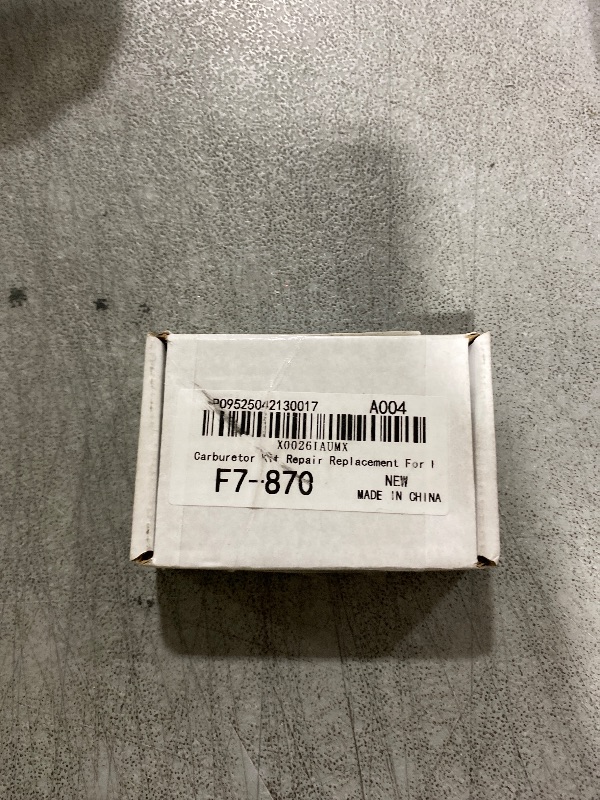 P09525042130017 A004
X0026IAUMX
Carburetor Kit Repair Replacement For
F7-870 NEW
MADE IN CHINA